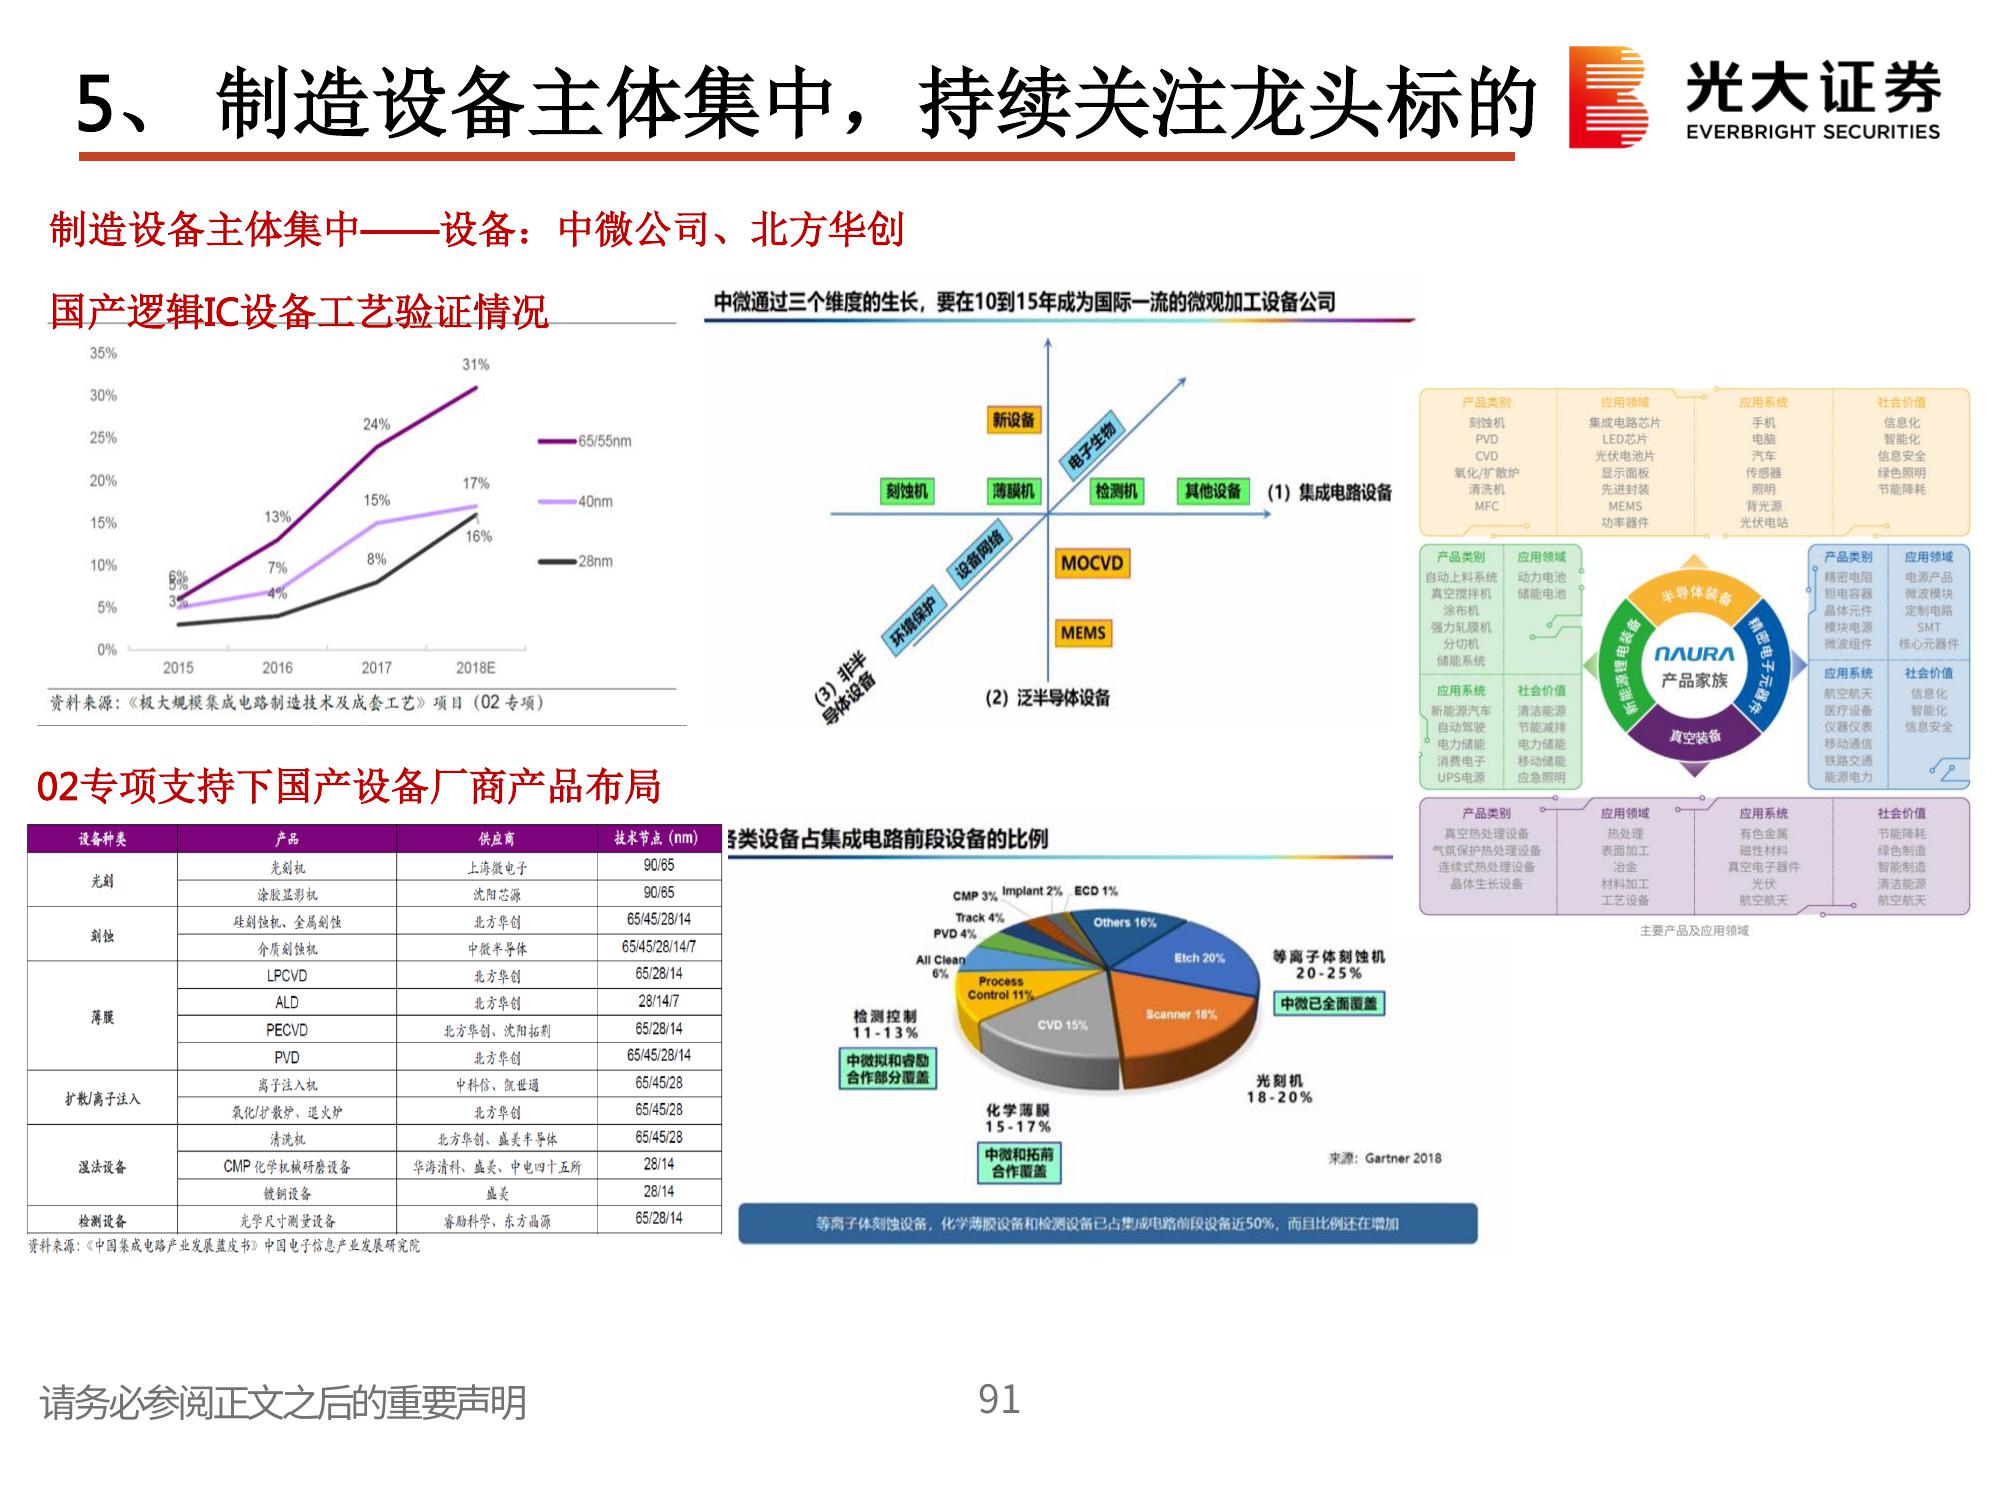 5、 制造设备主体集中，持续关注龙头标的
光大证券
EVERBRIGHT SECURITIES
制造设备主体集中——设备：中微公司、北方华创
国产逻辑IC设备工艺验证情况
35%
30%
25%
20%
15%
10%
5%
0%
31%
24%
13%
6%
17%
15%
7%
5%
16%
8%
4%
3%
65/55nm
40nm
28nm
2015 2016 2017 2018E
资料来源：《极大规模集成电路制造技术及成套工艺》项目（02 专项）
中微通过三个维度的生长，要在10到15年成为国际一流的微观加工设备公司
新设备
电子生物
刻蚀机 薄膜机 检测机 其他设备 (1) 集成电路设备
设备网络
MOCVD
环境保护
MEMS
(3) 非半
导体设备
(2) 泛半导体设备
产品类别 应用领域 应用系统 社会价值
刻蚀机 集成电路芯片 手机 信息化
PVD LED芯片 电脑 智能化
CVD 光伏电池片 汽车 信息安全
氧化/扩散炉 显示面板 传感器 绿色照明
清洗机 先进封装 照明 节能降耗
MFC MEMS 背光源
功率器件 光伏电站
产品类别 应用领域
自动上料系统 动力电池
真空搅拌机 储能电池
涂布机
强力轧膜机
分切机
储能系统
应用系统 社会价值
新能源汽车 清洁能源
自动驾驶 节能减排
电力储能 电力储能
消费电子 移动储能
UPS电源 应急照明
半导体装备
精密电子元器件
真空装备
新能源锂电装备
NAURA
产品家族
产品类别 应用领域
精密电阻 电源产品
钽电容器 微波模块
晶体元件 定制电路
模块电源 SMT
微波组件 核心元器件
应用系统 社会价值
航空航天 信息化
医疗设备 智能化
仪器仪表 信息安全
移动通信
铁路交通
能源电力
产品类别 应用领域 应用系统 社会价值
真空热处理设备 热处理 有色金属 节能降耗
气氛保护热处理设备 表面加工 磁性材料 绿色制造
连续式热处理设备 冶金 真空电子器件 智能制造
晶体生长设备 材料加工 光伏 清洁能源
工艺设备 航空航天 航空航天
主要产品及应用领域
02专项支持下国产设备厂商产品布局
设备种类 产品 供应商 技术节点（nm）
光刻 光刻机 上海微电子 90/65
涂胶显影机 沈阳芯源 90/65
刻蚀 硅刻蚀机、金属刻蚀 北方华创 65/45/28/14
介质刻蚀机 中微半导体 65/45/28/14/7
薄膜 LPCVD 北方华创 65/28/14
ALD 北方华创 28/14/7
PECVD 北方华创、沈阳拓荆 65/28/14
PVD 北方华创 65/45/28/14
扩散/离子注入 离子注入机 中科信、凯世通 65/45/28
氧化/扩散炉、退火炉 北方华创 65/45/28
湿法设备 清洗机 北方华创、盛美半导体 65/45/28
CMP 化学机械研磨设备 华海清科、盛美、中电四十五所 28/14
镀铜设备 盛美 28/14
检测设备 光学尺寸测量设备 睿励科学、东方晶源 65/28/14
资料来源：《中国集成电路产业发展蓝皮书》中国电子信息产业发展研究院
各类设备占集成电路前段设备的比例
CMP 3% Implant 2% ECD 1%
Track 4%
PVD 4%
All Clean
6%
Process
Control 11%
Others 16%
Etch 20%
Scanner 18%
CVD 15%
等离子体刻蚀机
20-25%
中微已全面覆盖
检测控制
11-13%
中微拟和睿励
合作部分覆盖
光刻机
18-20%
化学薄膜
15-17%
中微和拓荊
合作覆盖
来源：Gartner 2018
等离子体刻蚀设备，化学薄膜设备和检测设备已占集成电路前段设备近50%，而且比例还在增加
请务必参阅正文之后的重要声明
91